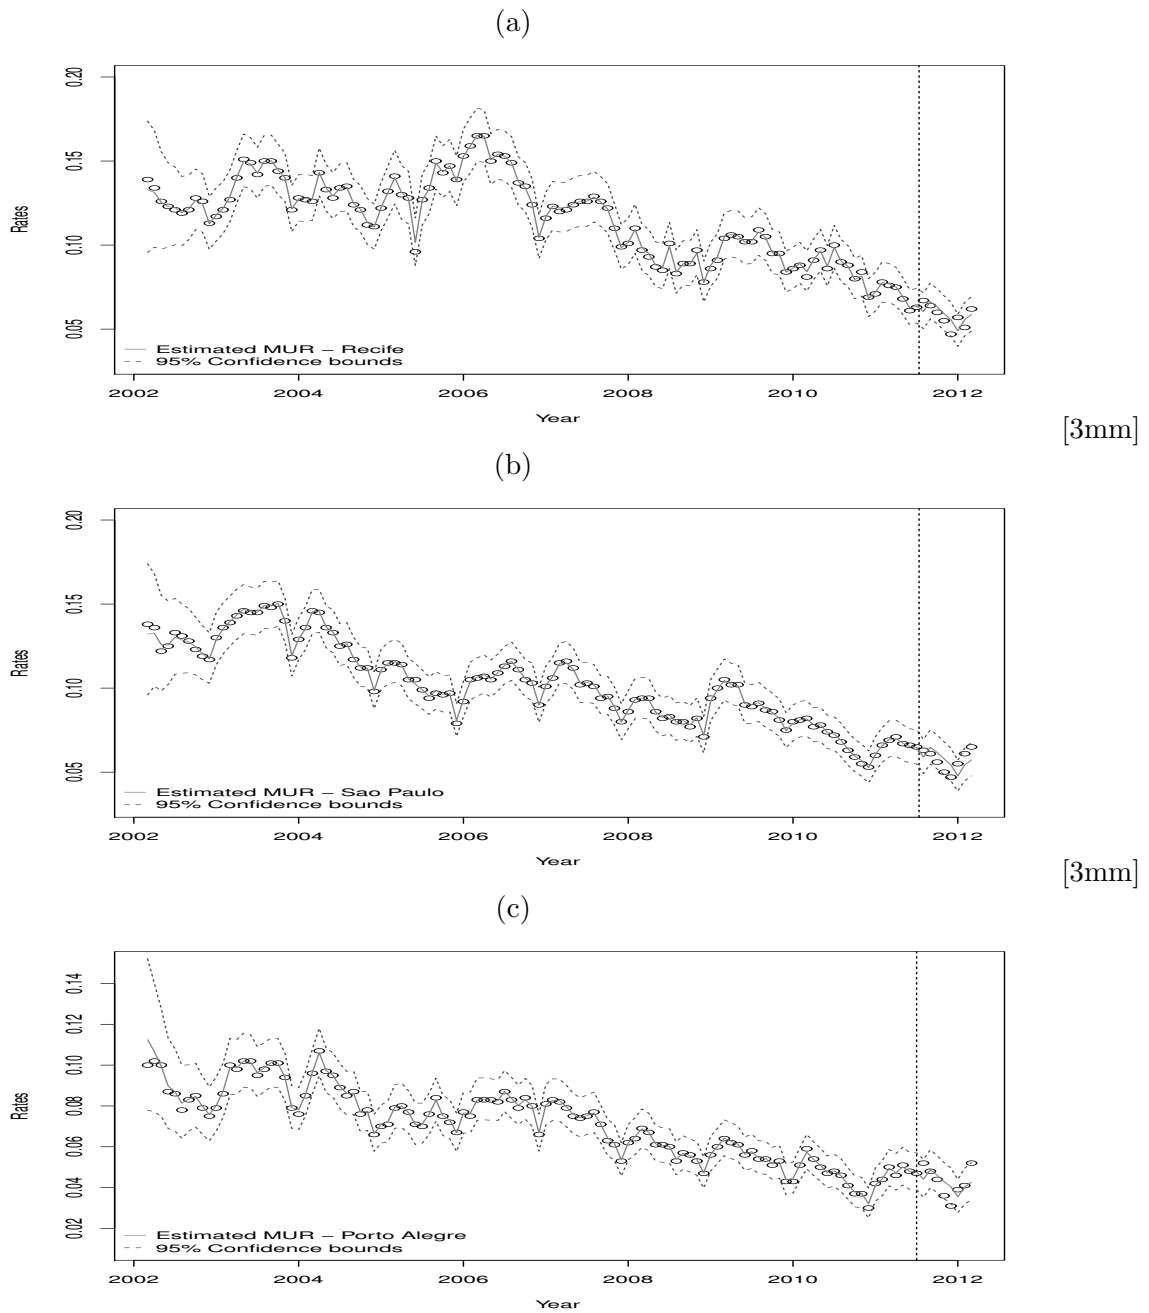 (a)
0.20
0.15
0.10
0.05
Rates
Estimated MUR – Recife
95% Confidence bounds
2002 2004 2006 2008 2010 2012
Year
[3mm]
(b)
0.20
0.15
0.10
0.05
Rates
Estimated MUR – Sao Paulo
95% Confidence bounds
2002 2004 2006 2008 2010 2012
Year
[3mm]
(c)
0.14
0.12
0.10
0.08
0.06
0.04
0.02
Rates
Estimated MUR – Porto Alegre
95% Confidence bounds
2002 2004 2006 2008 2010 2012
Year